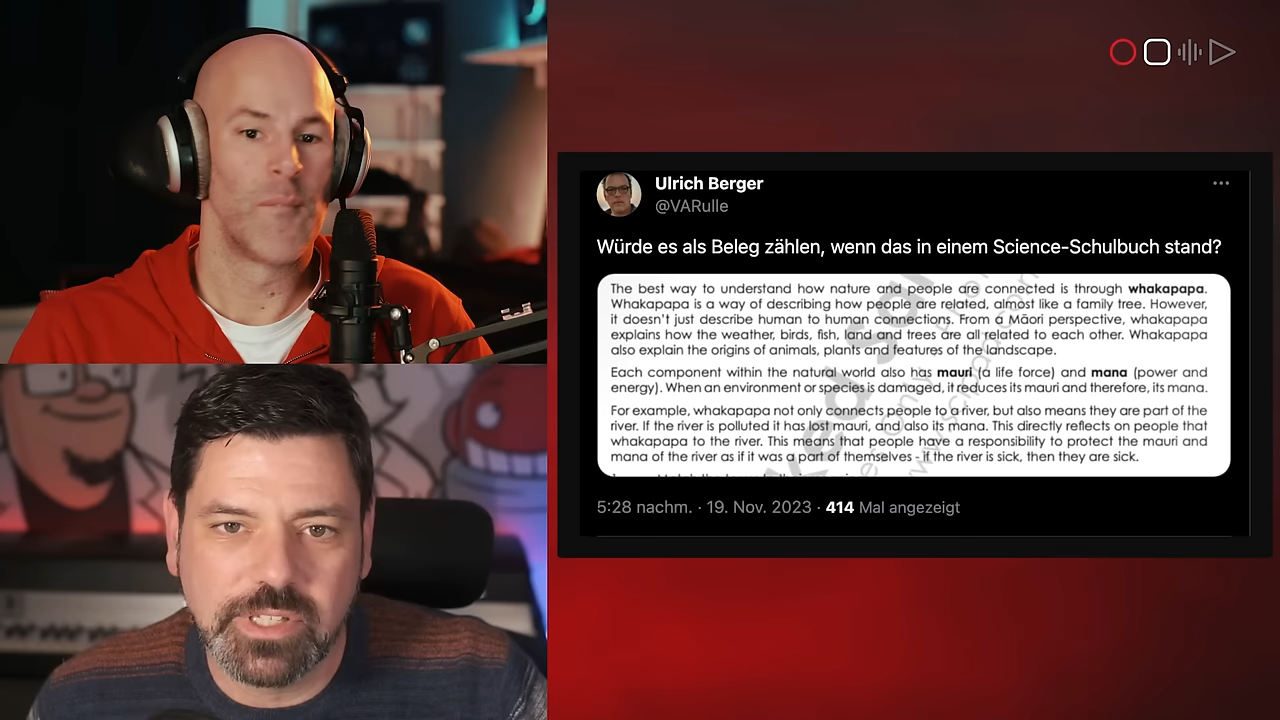 Ulrich Berger
@VARulle
Würde es als Beleg zählen, wenn das in einem Science-Schulbuch stand?
The best way to understand how nature and people are connected is through whakapapa.
Whakapapa is a way of describing how people are related, almost like a family tree. However,
it doesn't just describe human to human connections. From a Māori perspective, whakapapa
explains how the weather, birds, fish, land and trees are all related to each other. Whakapapa
also explain the origins of animals, plants and features of the landscape.
Each component within the natural world also has mauri (a life force) and mana (power and
energy). When an environment or species is damaged, it reduces its mauri and therefore, its mana.
For example, whakapapa not only connects people to a river, but also means they are part of the
river. If the river is polluted it has lost mauri, and also its mana. This directly reflects on people that
whakapapa to the river. This means that people have a responsibility to protect the mauri and
mana of the river as if it was a part of themselves - if the river is sick, then they are sick.
5:28 nachm. · 19. Nov. 2023 · 414 Mal angezeigt